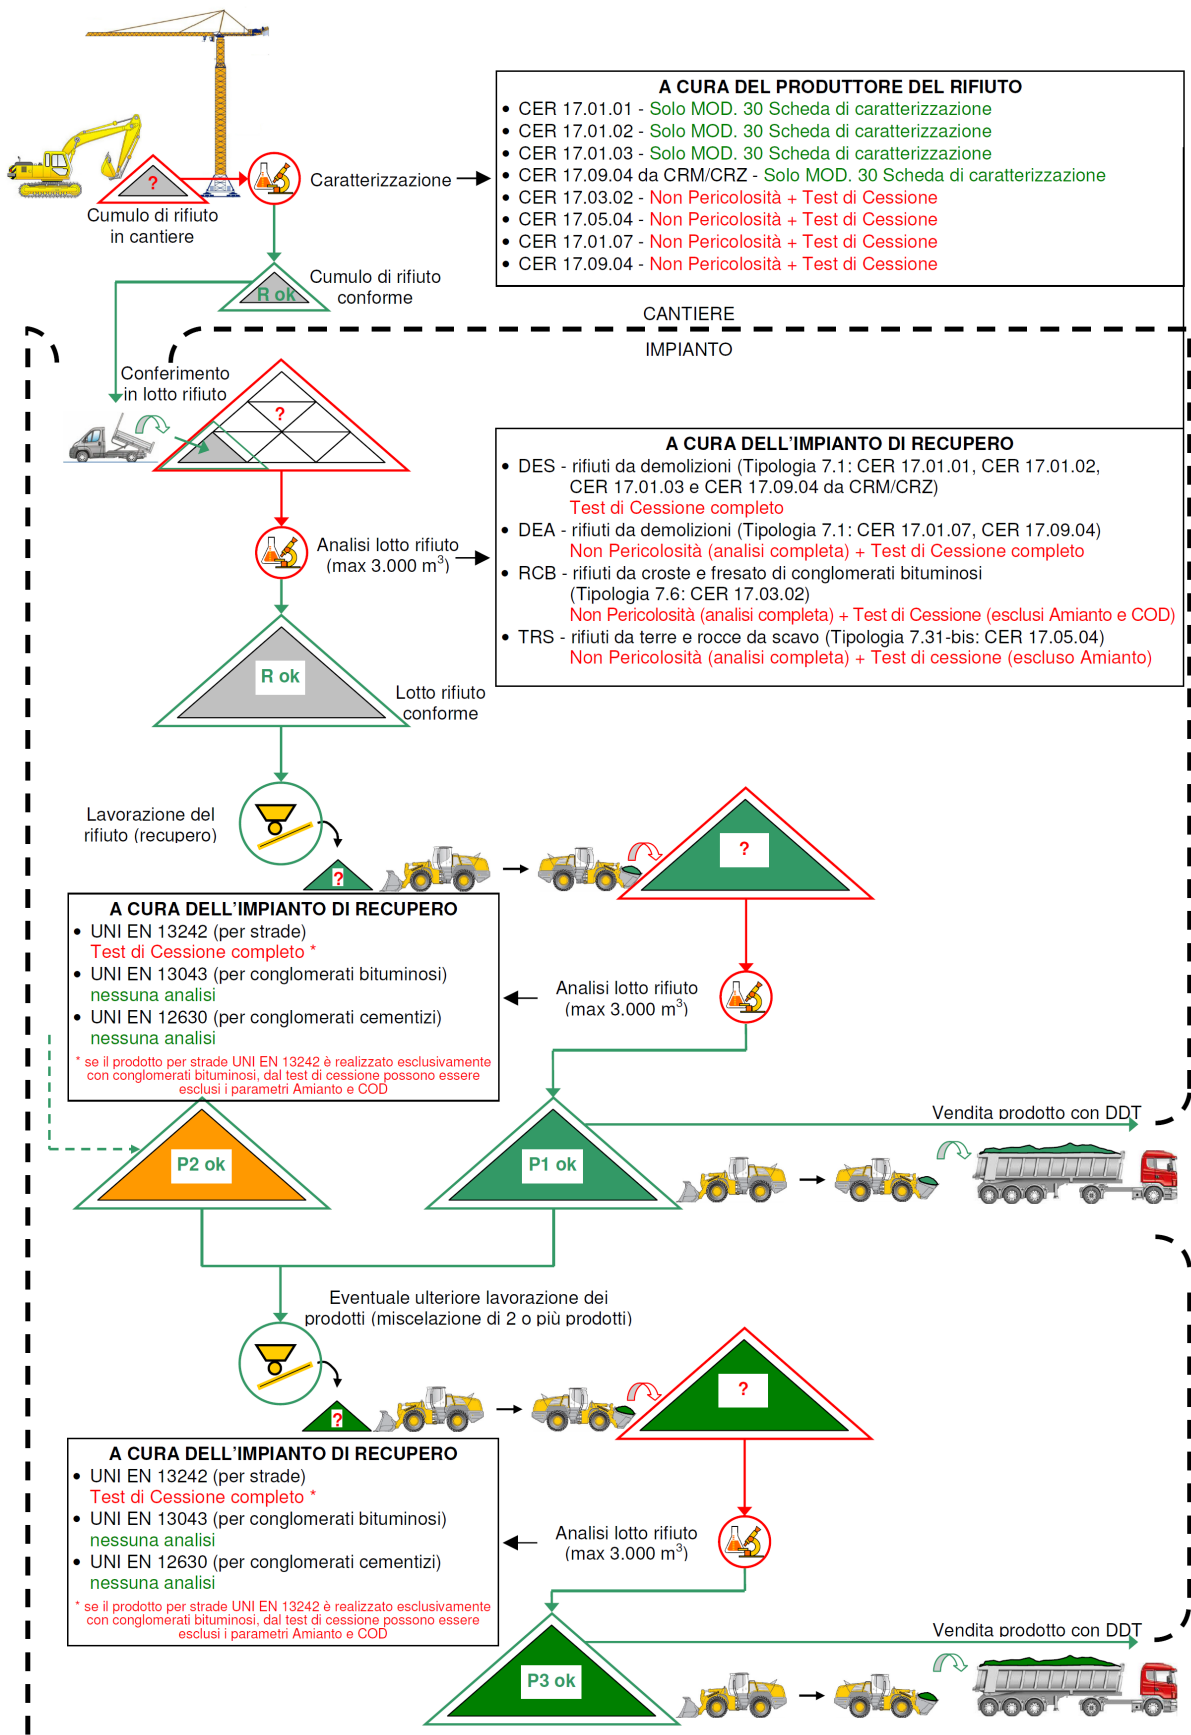 A CURA DEL PRODUTTORE DEL RIFIUTO
• CER 17.01.01 - Solo MOD. 30 Scheda di caratterizzazione
• CER 17.01.02 - Solo MOD. 30 Scheda di caratterizzazione
• CER 17.01.03 - Solo MOD. 30 Scheda di caratterizzazione
• CER 17.09.04 da CRM/CRZ - Solo MOD. 30 Scheda di caratterizzazione
• CER 17.03.02 - Non Pericolosità + Test di Cessione
• CER 17.05.04 - Non Pericolosità + Test di Cessione
• CER 17.01.07 - Non Pericolosità + Test di Cessione
• CER 17.09.04 - Non Pericolosità + Test di Cessione
?
Caratterizzazione
Cumulo di rifiuto
in cantiere
R ok
Cumulo di rifiuto
conforme
CANTIERE
IMPIANTO
Conferimento
in lotto rifiuto
?
A CURA DELL'IMPIANTO DI RECUPERO
• DES - rifiuti da demolizioni (Tipologia 7.1: CER 17.01.01, CER 17.01.02,
CER 17.01.03 e CER 17.09.04 da CRM/CRZ)
Test di Cessione completo
• DEA - rifiuti da demolizioni (Tipologia 7.1: CER 17.01.07, CER 17.09.04)
Non Pericolosità (analisi completa) + Test di Cessione completo
• RCB - rifiuti da croste e fresato di conglomerati bituminosi
(Tipologia 7.6: CER 17.03.02)
Non Pericolosità (analisi completa) + Test di Cessione (esclusi Amianto e COD)
• TRS - rifiuti da terre e rocce da scavo (Tipologia 7.31-bis: CER 17.05.04)
Non Pericolosità (analisi completa) + Test di cessione (escluso Amianto)
Analisi lotto rifiuto
(max 3.000 m³)
R ok
Lotto rifiuto
conforme
Lavorazione del
rifiuto (recupero)
?
?
A CURA DELL'IMPIANTO DI RECUPERO
• UNI EN 13242 (per strade)
Test di Cessione completo *
• UNI EN 13043 (per conglomerati bituminosi)
nessuna analisi
• UNI EN 12630 (per conglomerati cementizi)
nessuna analisi
* se il prodotto per strade UNI EN 13242 è realizzato esclusivamente
con conglomerati bituminosi, dal test di cessione possono essere
esclusi i parametri Amianto e COD
Analisi lotto rifiuto
(max 3.000 m³)
P2 ok
P1 ok
Vendita prodotto con DDT
Eventuale ulteriore lavorazione dei
prodotti (miscelazione di 2 o più prodotti)
?
?
A CURA DELL'IMPIANTO DI RECUPERO
• UNI EN 13242 (per strade)
Test di Cessione completo *
• UNI EN 13043 (per conglomerati bituminosi)
nessuna analisi
• UNI EN 12630 (per conglomerati cementizi)
nessuna analisi
* se il prodotto per strade UNI EN 13242 è realizzato esclusivamente
con conglomerati bituminosi, dal test di cessione possono essere
esclusi i parametri Amianto e COD
Analisi lotto rifiuto
(max 3.000 m³)
P3 ok
Vendita prodotto con DDT